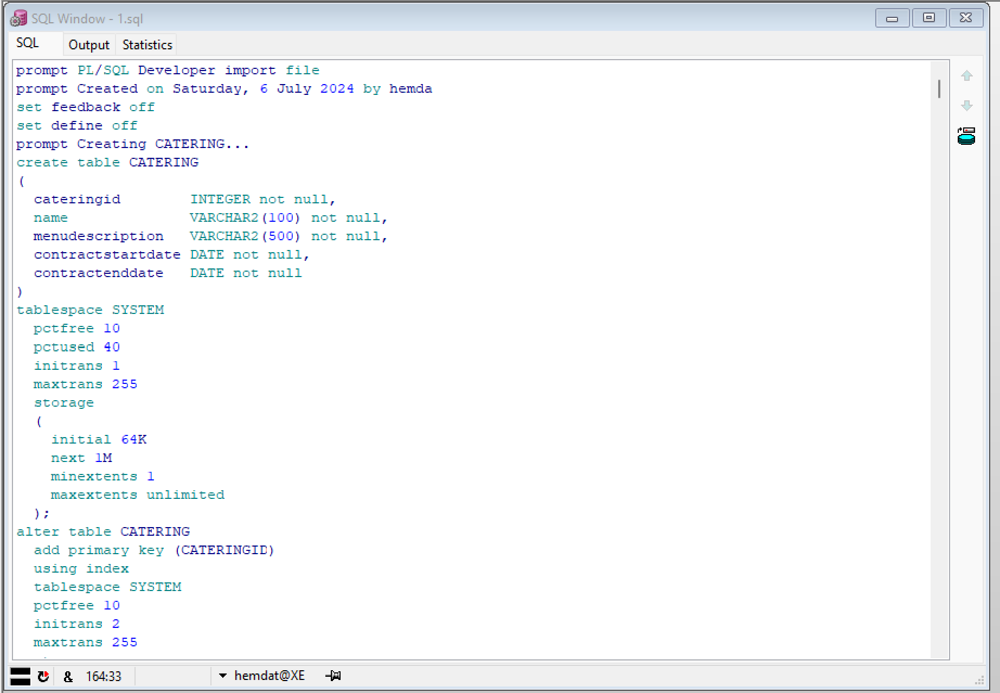 SQL Window - 1.sql
SQL Output Statistics
prompt PL/SQL Developer import file
prompt Created on Saturday, 6 July 2024 by hemda
set feedback off
set define off
prompt Creating CATERING...
create table CATERING
(
  cateringid        INTEGER not null,
  name              VARCHAR2(100) not null,
  menudescription   VARCHAR2(500) not null,
  contractstartdate DATE not null,
  contractenddate   DATE not null
)
tablespace SYSTEM
  pctfree 10
  pctused 40
  initrans 1
  maxtrans 255
  storage
  (
    initial 64K
    next 1M
    minextents 1
    maxextents unlimited
  );
alter table CATERING
  add primary key (CATERINGID)
  using index
  tablespace SYSTEM
  pctfree 10
  initrans 2
  maxtrans 255
& 164:33 hemdat@XE